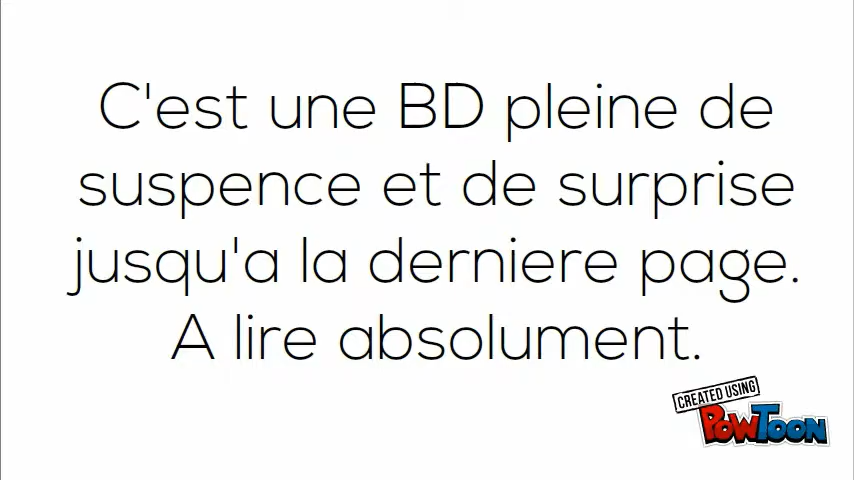 C'est une BD pleine de
suspence et de surprise
jusqu'a la derniere page.
A lire absolument.
CREATED USING
POWTOON